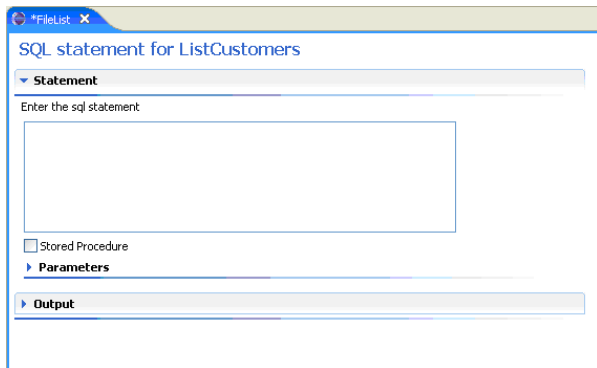 *FileList
SQL statement for ListCustomers
Statement
Enter the sql statement
Stored Procedure
Parameters
Output